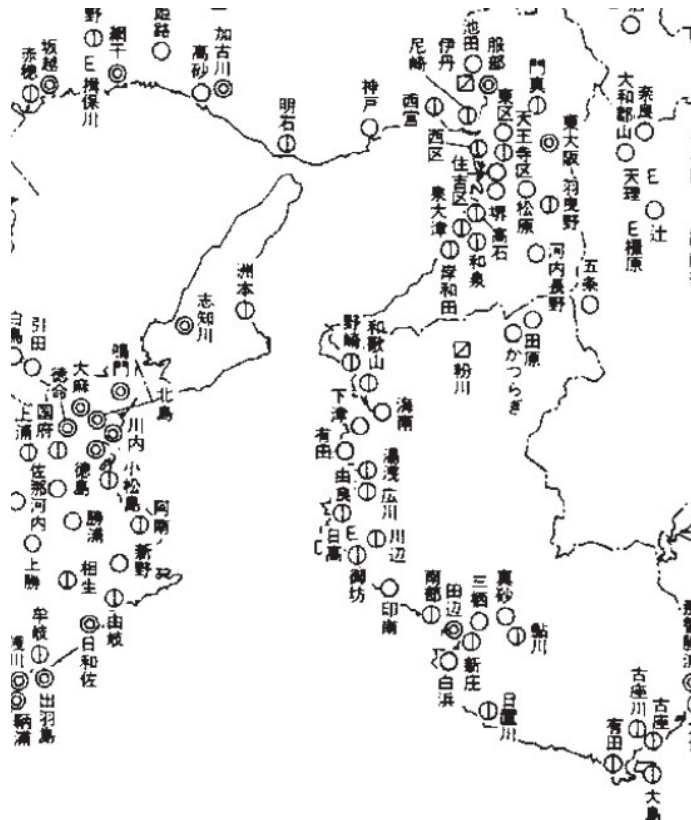 野
E
揖保川
網干
姫路
高砂
加古川
赤穂
坂越
明石
神戸
西宮
尼崎
伊丹
池田
服部
東区
門真
天王寺区
東大阪
西区
住吉区
堺
松原
羽曳野
泉大津
高石
和泉
岸和田
河内長野
五条
大和郡山
奈良
天理
E
辻
E
橿原
洲本
志知川
引田
鳴門
大麻
北島
国府
上浦
川内
徳島
小松島
佐那河内
勝浦
阿南
新野
上勝
相生
由岐
牟岐
日和佐
浅川
出羽島
鞆浦
野崎
和歌山
粉川
かつらぎ
田原
下津
海南
有田
湯浅
広川
由良
日高
E
川辺
御坊
印南
南部
田辺
三栖
真砂
鮎川
新庄
白浜
日置川
古座川
古座
有田
大島